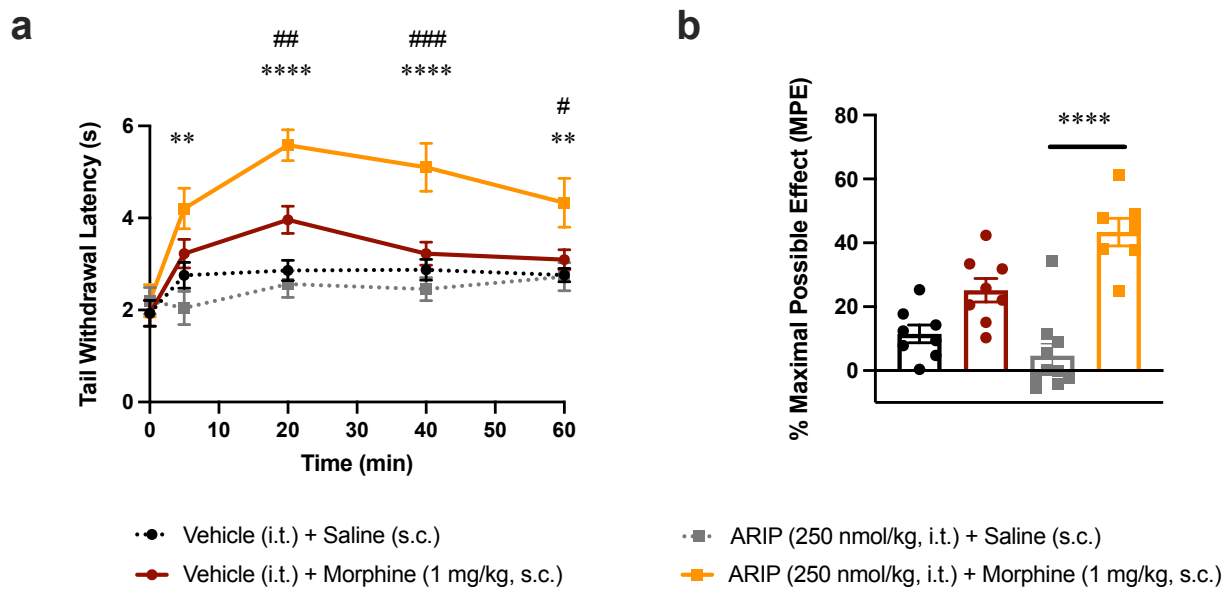 a
b
##
###
****
****
#
**
**
Tail Withdrawal Latency (s)
6
4
2
0
0
10
20
30
40
50
60
Time (min)
% Maximal Possible Effect (MPE)
80
60
40
20
0
****
Vehicle (i.t.) + Saline (s.c.)
Vehicle (i.t.) + Morphine (1 mg/kg, s.c.)
ARIP (250 nmol/kg, i.t.) + Saline (s.c.)
ARIP (250 nmol/kg, i.t.) + Morphine (1 mg/kg, s.c.)